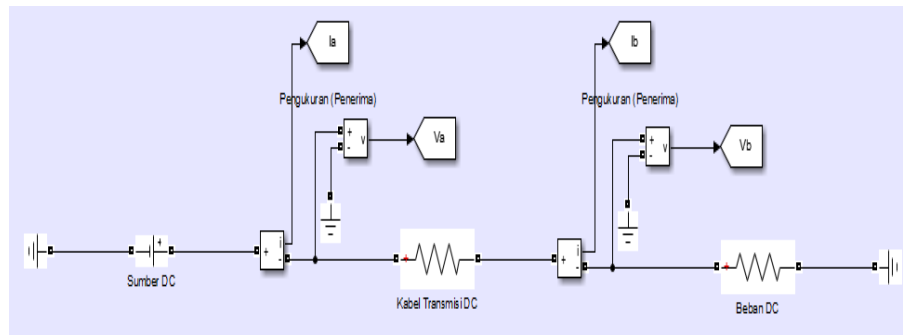 Ia
Ib
Pengukuran (Penerima)
Pengukuran (Penerima)
+
-
v
Va
+
-
v
Vb
+
Sumber DC
+
i
-
+
Kabel Transmisi DC
+
i
-
+
Beban DC